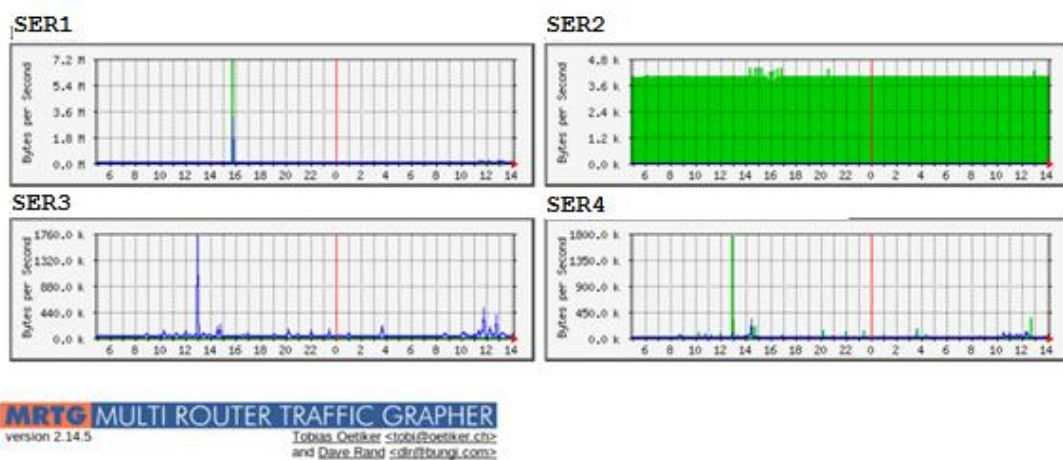 SER1
SER2
Bytes per Second
7.2 M
5.4 M
3.6 M
1.8 M
0.0 M
6 8 10 12 14 16 18 20 22 0 2 4 6 8 10 12 14
Bytes per Second
4.8 k
3.6 k
2.4 k
1.2 k
0.0 k
6 8 10 12 14 16 18 20 22 0 2 4 6 8 10 12 14
SER3
SER4
Bytes per Second
1760.0 k
1320.0 k
880.0 k
440.0 k
0.0 k
6 8 10 12 14 16 18 20 22 0 2 4 6 8 10 12 14
Bytes per Second
1800.0 k
1350.0 k
900.0 k
450.0 k
0.0 k
6 8 10 12 14 16 18 20 22 0 2 4 6 8 10 12 14
MRTG MULTI ROUTER TRAFFIC GRAPHER
version 2.14.5
Tobias Oetiker <tobi@oetiker.ch>
and Dave Rand <dlr@bungi.com>